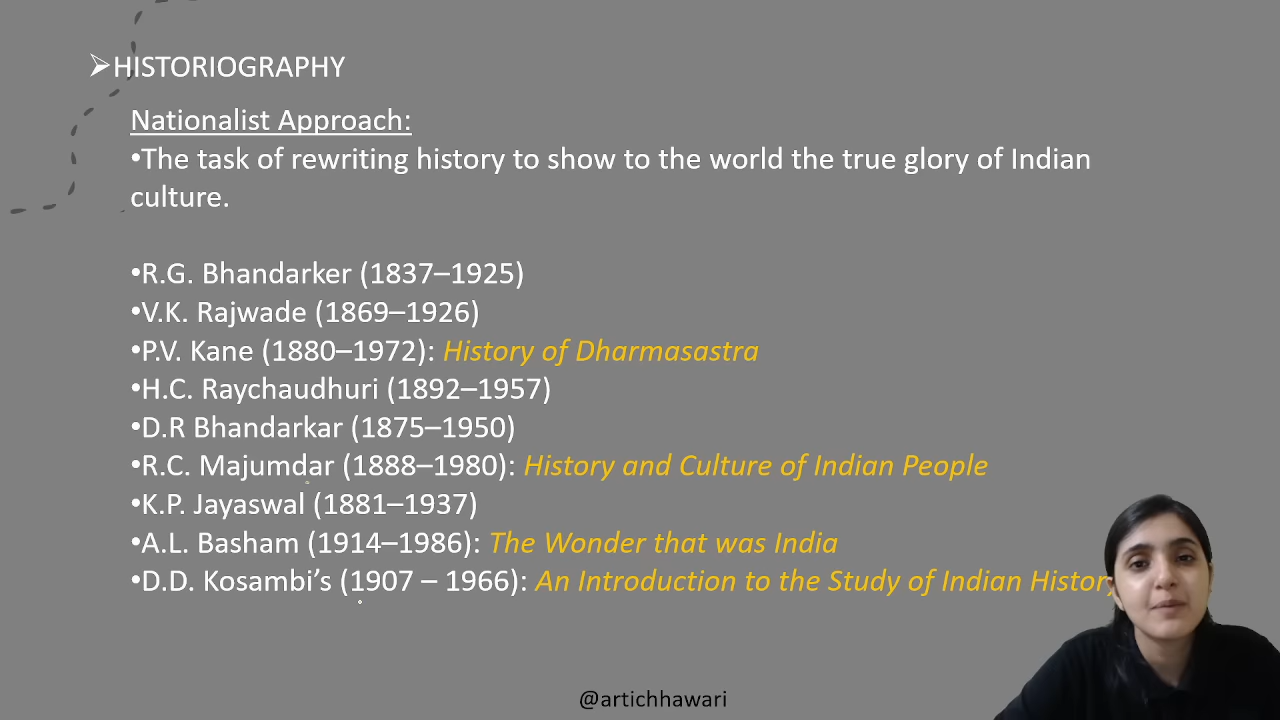 ➢HISTORIOGRAPHY
Nationalist Approach:
•The task of rewriting history to show to the world the true glory of Indian
culture.
•R.G. Bhandarker (1837–1925)
•V.K. Rajwade (1869–1926)
•P.V. Kane (1880–1972): History of Dharmasastra
•H.C. Raychaudhuri (1892–1957)
•D.R Bhandarkar (1875–1950)
•R.C. Majumdar (1888–1980): History and Culture of Indian People
•K.P. Jayaswal (1881–1937)
•A.L. Basham (1914–1986): The Wonder that was India
•D.D. Kosambi’s (1907 – 1966): An Introduction to the Study of Indian History
@artichhawari